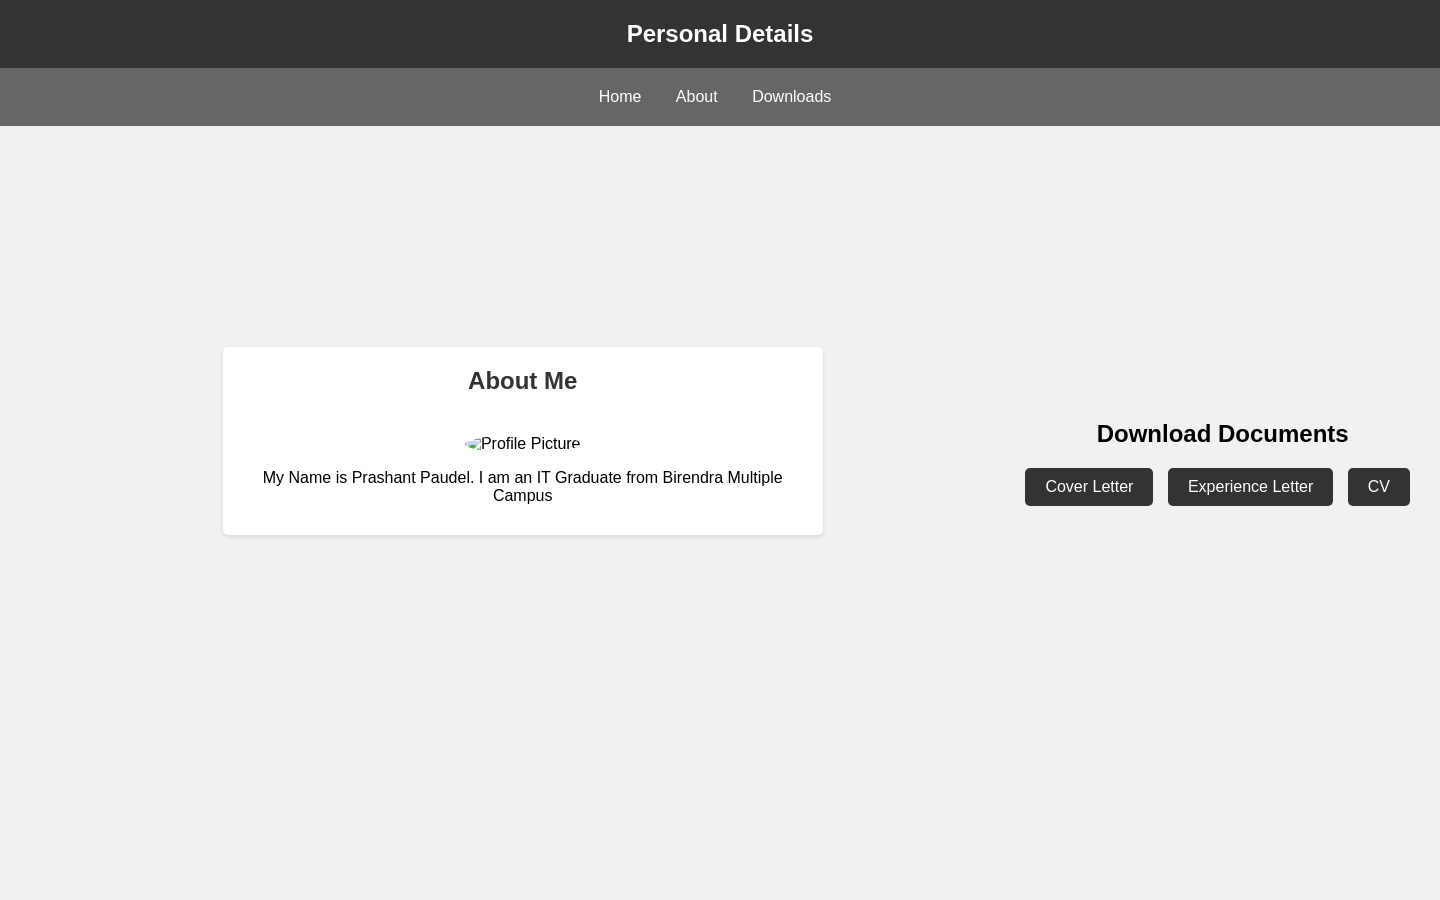 Personal Details
Home About Downloads
About Me
Profile Picture
My Name is Prashant Paudel. I am an IT Graduate from Birendra Multiple
Campus
Download Documents
Cover Letter Experience Letter CV